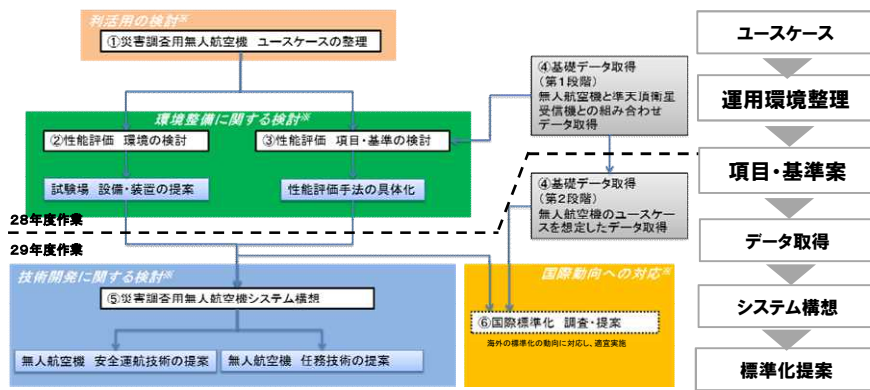 利活用の検討※
①災害調査用無人航空機 ユースケースの整理
環境整備に関する検討※
②性能評価 環境の検討
③性能評価 項目・基準の検討
試験場 設備・装置の提案
性能評価手法の具体化
④基礎データ取得
(第1段階)
無人航空機と準天頂衛星
受信機との組み合わせ
データ取得
④基礎データ取得
(第2段階)
無人航空機のユースケー
スを想定したデータ取得
28年度作業
29年度作業
技術開発に関する検討※
⑤災害調査用無人航空機システム構想
無人航空機 安全運航技術の提案
無人航空機 任務技術の提案
国際動向への対応※
⑥国際標準化 調査・提案
海外の標準化の動向に対応し、適宜実施
ユースケース
運用環境整理
項目・基準案
データ取得
システム構想
標準化提案